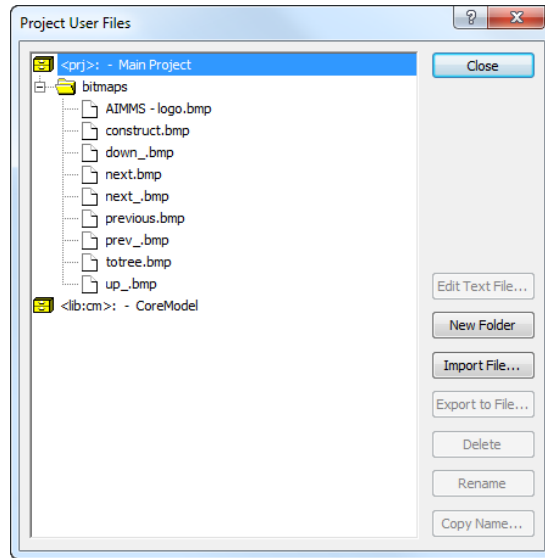 Project User Files
<prj>: - Main Project
bitmaps
AIMMS - logo.bmp
construct.bmp
down_.bmp
next.bmp
next_.bmp
previous.bmp
prev_.bmp
totree.bmp
up_.bmp
<lib:cm>: - CoreModel
Close
Edit Text File...
New Folder
Import File...
Export to File...
Delete
Rename
Copy Name...